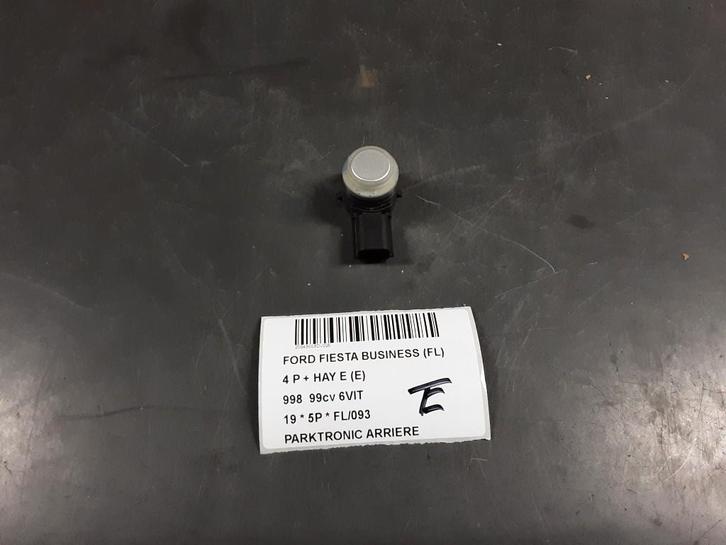 FORD FIESTA BUSINESS (FL)
4 P + HAY E (E)
998 99cv 6VIT
19 * 5P * FL/093
PARKTRONIC ARRIERE
E